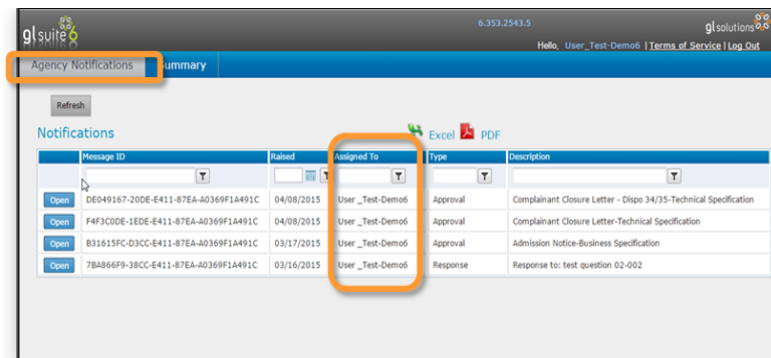 6.353.2543.5
glsuite6
glsolutions
Hello, User_Test-Demo6 | Terms of Service | Log Out
Agency Notifications Summary
Refresh
Notifications Excel PDF
Message ID Raised Assigned To Type Description
Open DE049167-20DE-E411-87EA-A0369F1A491C 04/08/2015 User _Test-Demo6 Approval Complainant Closure Letter - Dispo 34/35-Technical Specification
Open F4F3C0DE-1EDE-E411-87EA-A0369F1A491C 04/08/2015 User _Test-Demo6 Approval Complainant Closure Letter-Technical Specification
Open B31615FC-D3CC-E411-87EA-A0369F1A491C 03/17/2015 User _Test-Demo6 Approval Admission Notice-Business Specification
Open 7BA866F9-38CC-E411-87EA-A0369F1A491C 03/16/2015 User _Test-Demo6 Response Response to: test question 02-002